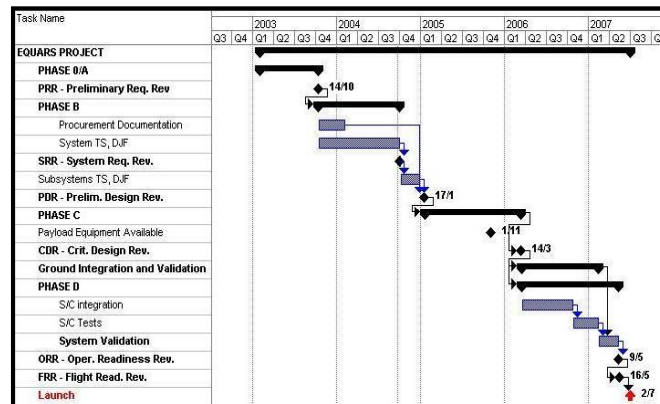 Task Name
2003 2004 2005 2006 2007
Q3 Q4 Q1 Q2 Q3 Q4 Q1 Q2 Q3 Q4 Q1 Q2 Q3 Q4 Q1 Q2 Q3 Q4 Q1 Q2 Q3
EQUARS PROJECT
PHASE 0/A
PRR - Preliminary Req. Rev 14/10
PHASE B
Procurement Documentation
System TS, DJF
SRR - System Req. Rev.
Subsystems TS, DJF
PDR - Prelim. Design Rev. 17/1
PHASE C
Payload Equipment Available 1/11
CDR - Crit. Design Rev. 14/3
Ground Integration and Validation
PHASE D
S/C integration
S/C Tests
System Validation
ORR - Oper. Readiness Rev. 9/5
FRR - Flight Read. Rev. 16/5
Launch 2/7